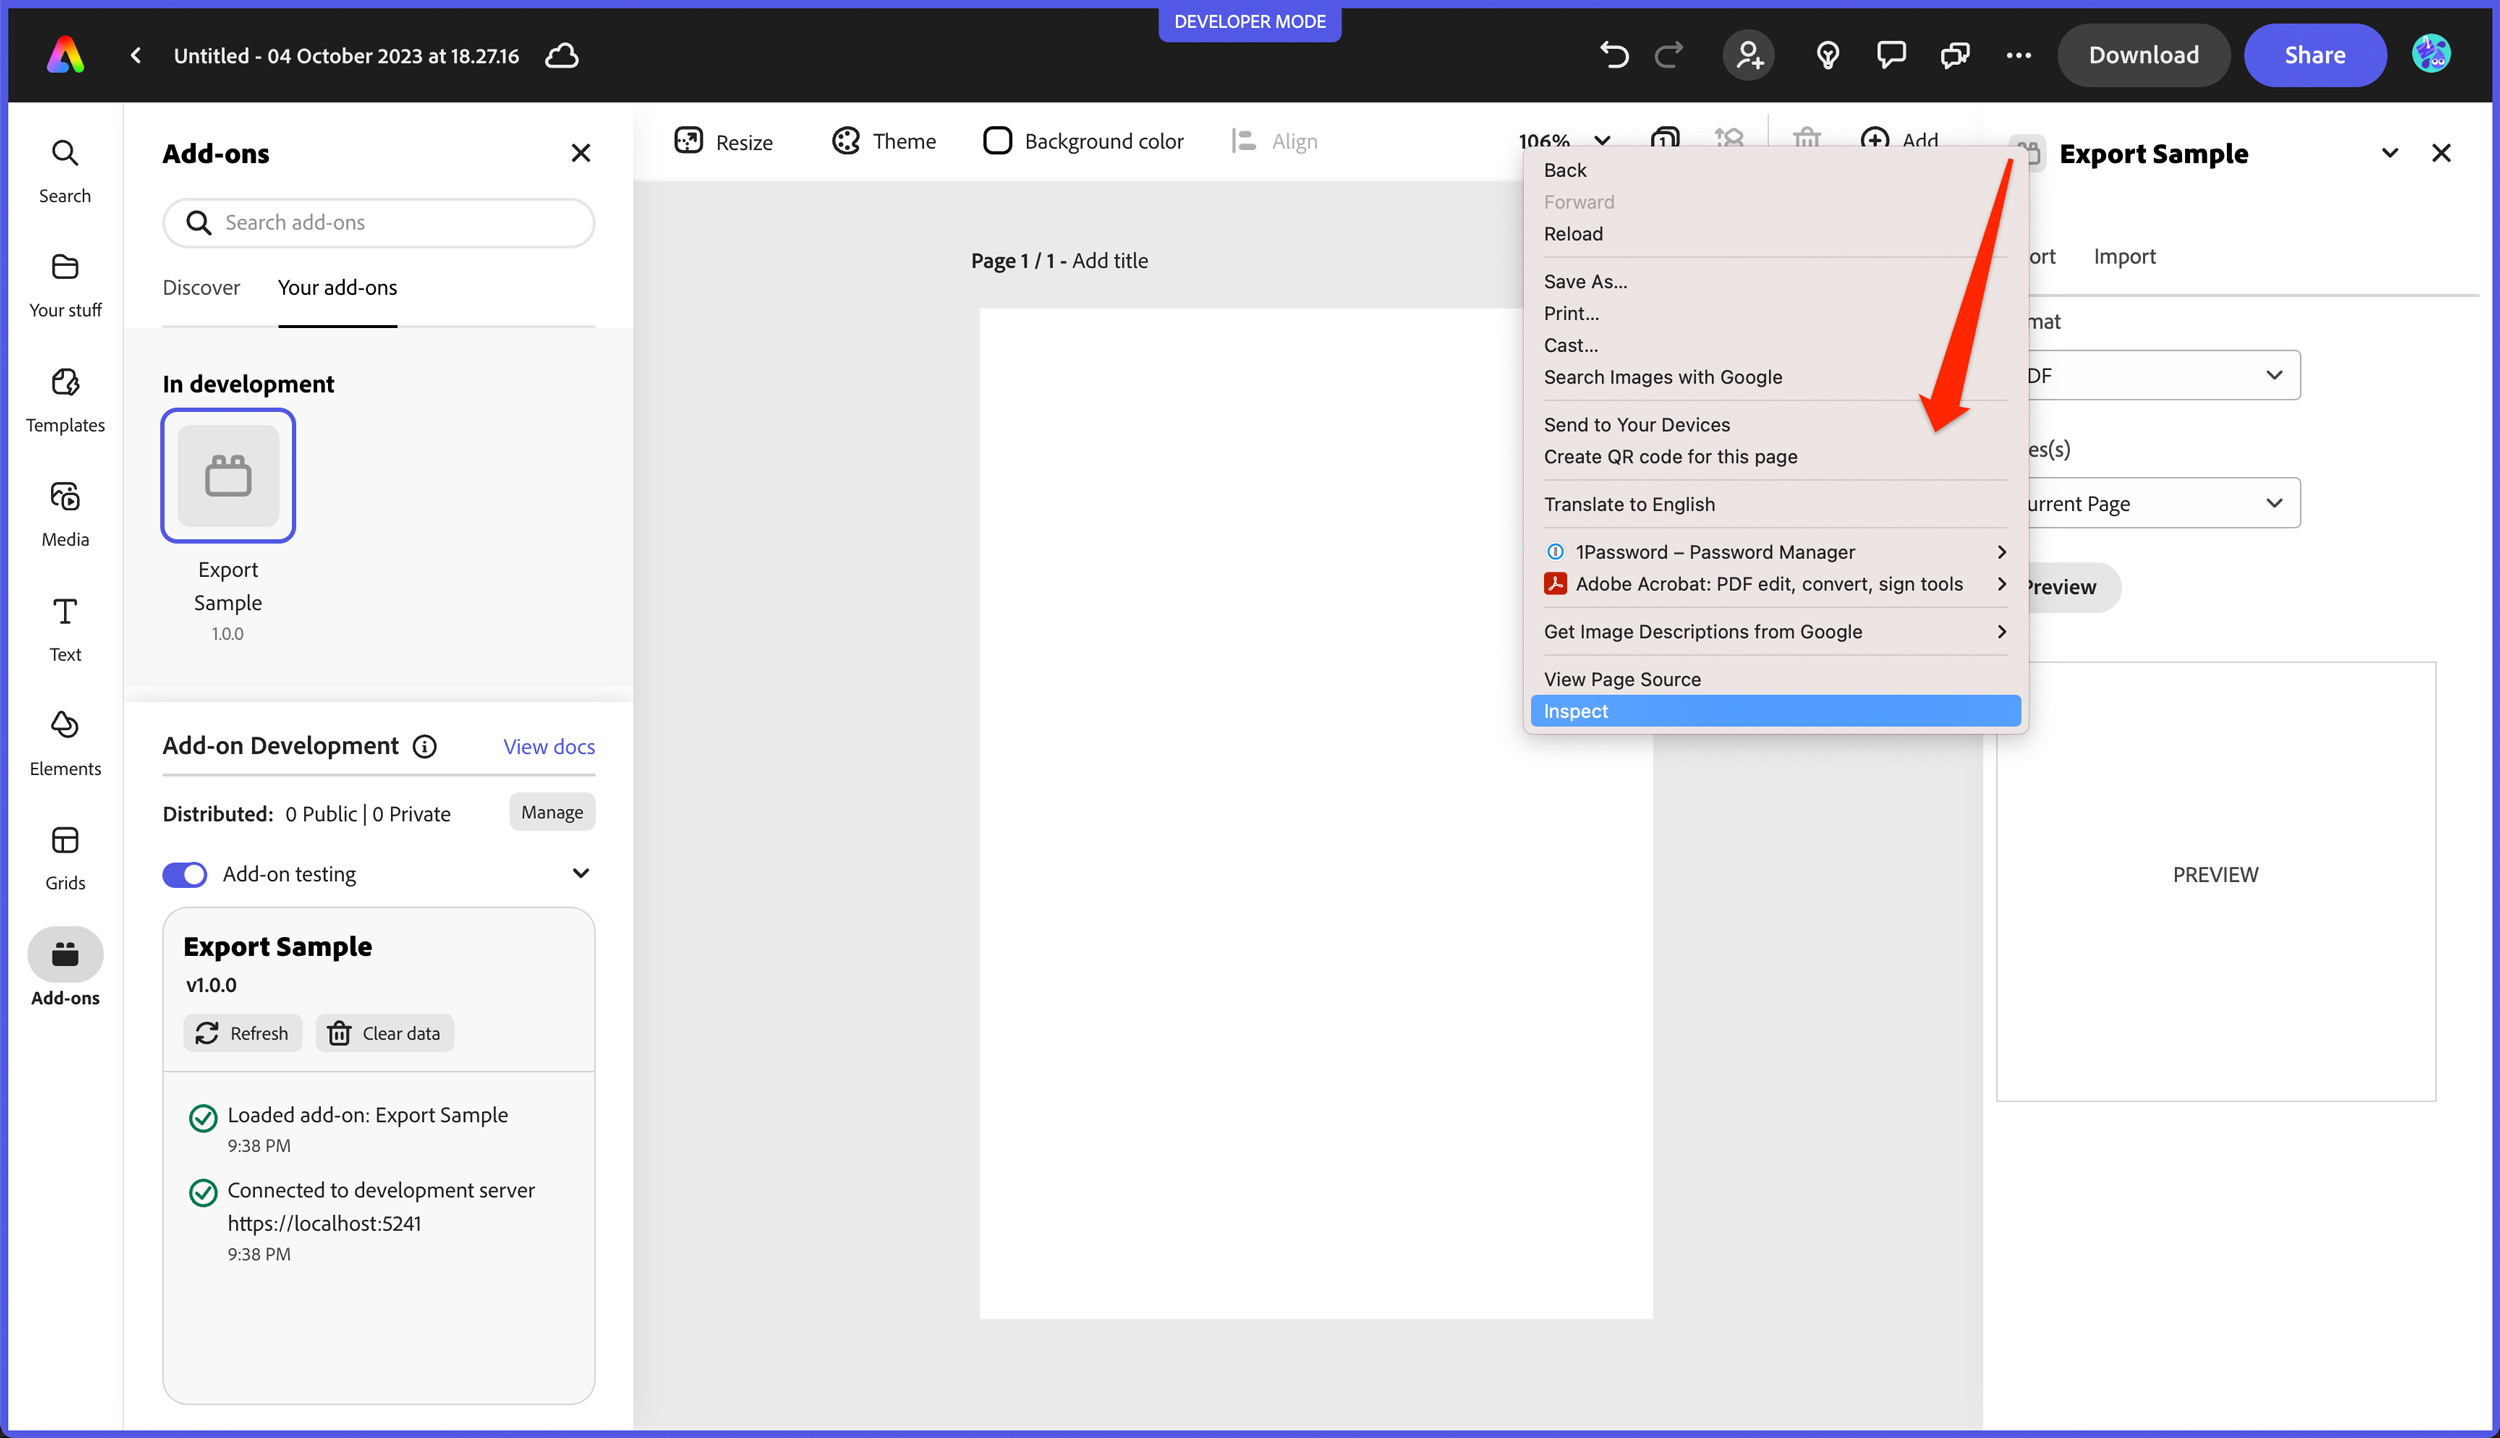 DEVELOPER MODE
Untitled - 04 October 2023 at 18.27.16
Download
Share
Search
Your stuff
Templates
Media
Text
Elements
Grids
Add-ons
Add-ons
Search add-ons
Discover
Your add-ons
In development
Export
Sample
1.0.0
Add-on Development
View docs
Distributed: 0 Public | 0 Private
Manage
Add-on testing
Export Sample
v1.0.0
Refresh
Clear data
Loaded add-on: Export Sample
9:38 PM
Connected to development server
https://localhost:5241
9:38 PM
Resize
Theme
Background color
Align
106%
1
Add
Page 1 / 1 - Add title
Back
Forward
Reload
Save As...
Print...
Cast...
Search Images with Google
Send to Your Devices
Create QR code for this page
Translate to English
1Password – Password Manager
Adobe Acrobat: PDF edit, convert, sign tools
Get Image Descriptions from Google
View Page Source
Inspect
Export Sample
ort
Import
mat
DF
es(s)
urrent Page
Preview
PREVIEW